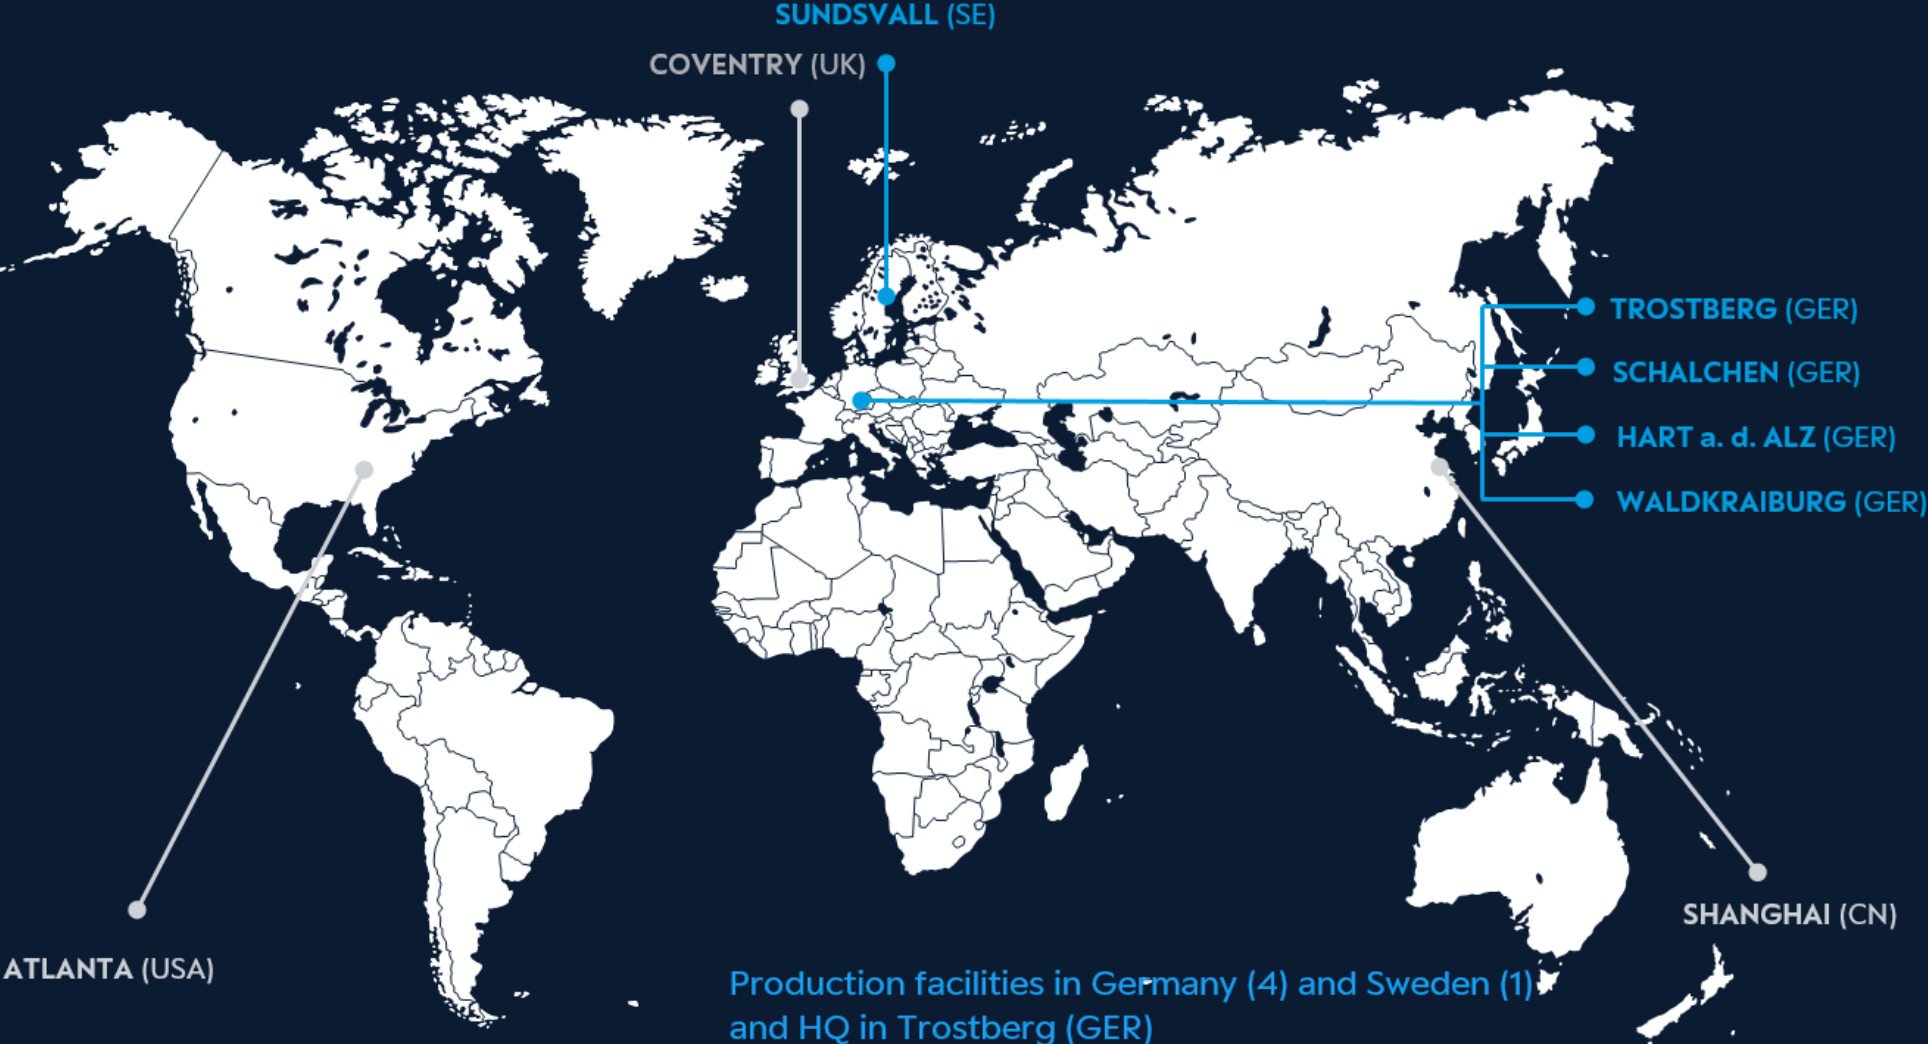 SUNDSVALL (SE)
COVENTRY (UK)
TROSTBERG (GER)
SCHALCHEN (GER)
HART a. d. ALZ (GER)
WALDKRAIBURG (GER)
SHANGHAI (CN)
ATLANTA (USA)
Production facilities in Germany (4) and Sweden (1)
and HQ in Trostberg (GER)